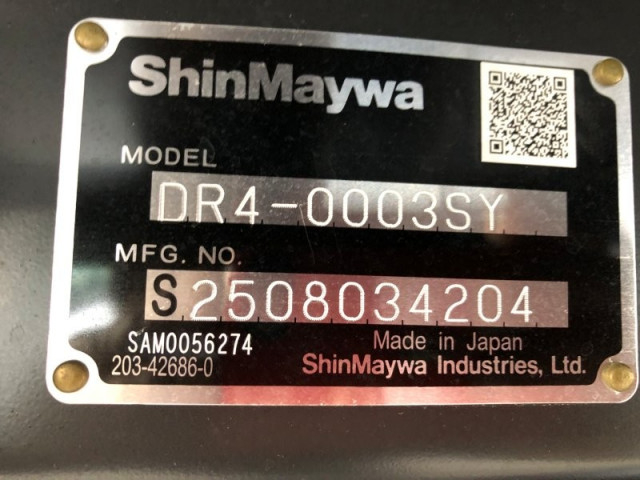 ShinMaywa
MODEL
DR4-0003SY
MFG. NO.
S2508034204
SAM0056274
203-42686-0
Made in Japan
ShinMaywa Industries, Ltd.